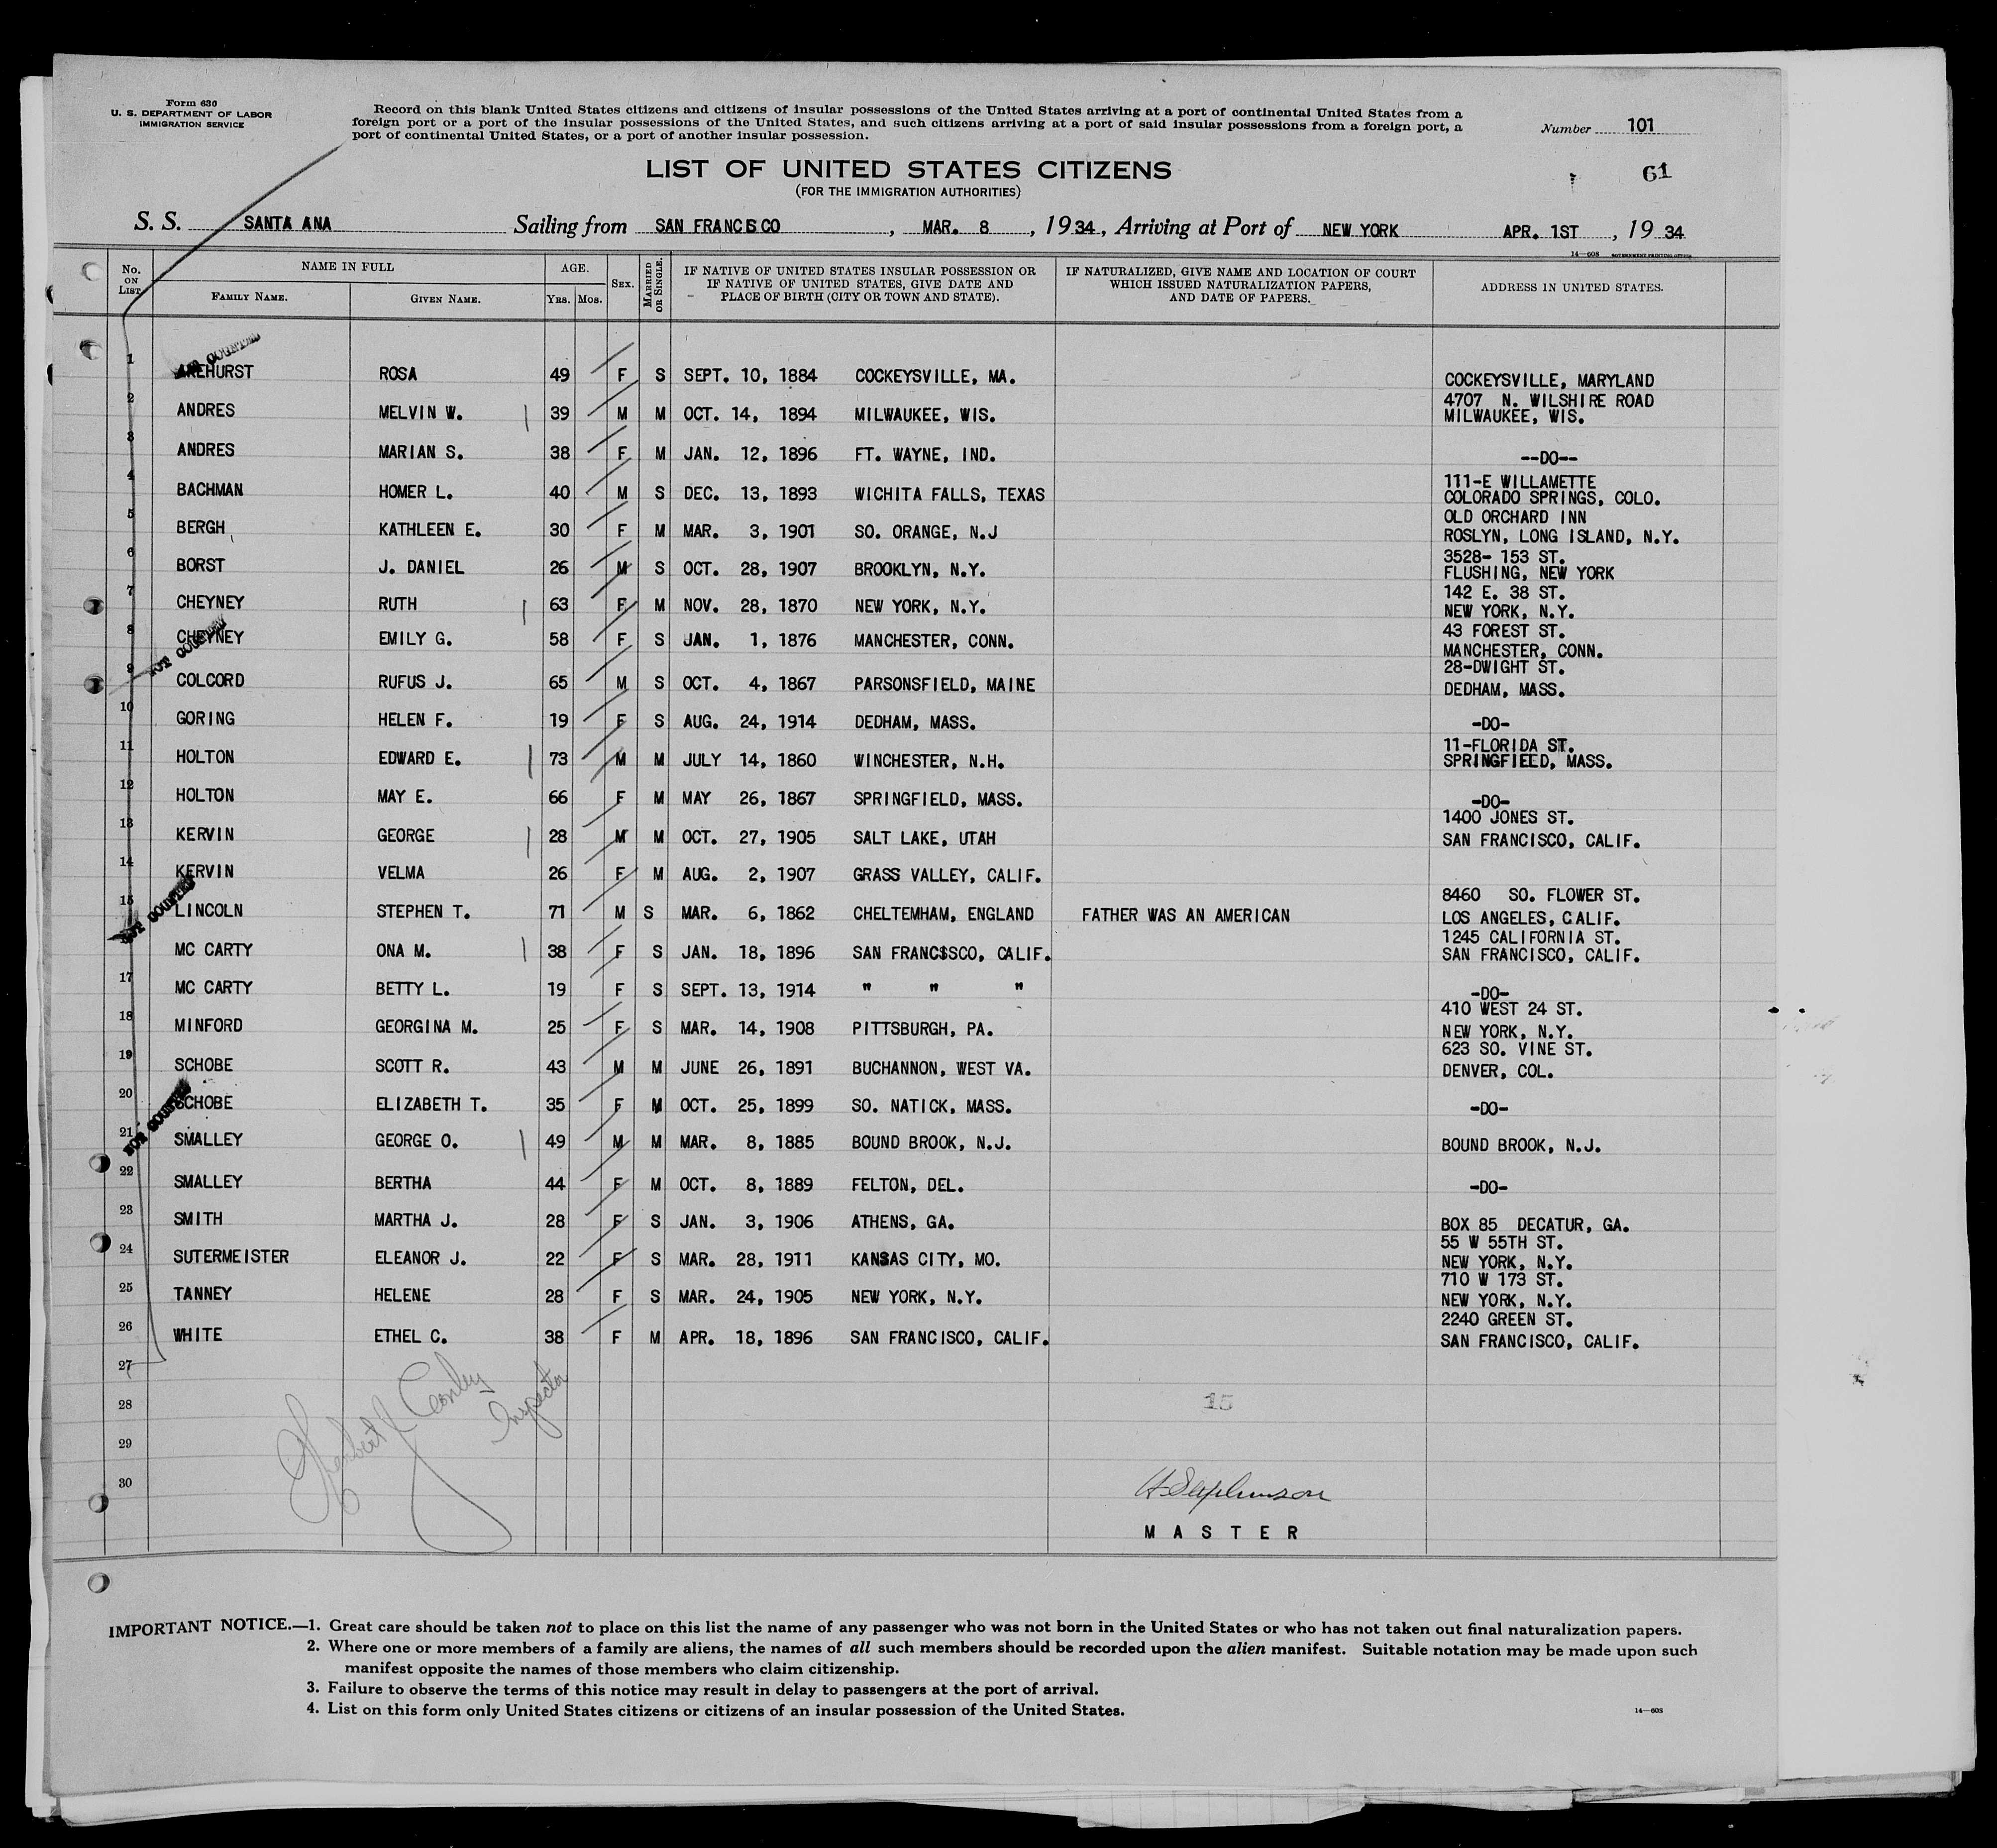 Form 630
U. S. DEPARTMENT OF LABOR
IMMIGRATION SERVICE
Record on this blank United States citizens and citizens of insular possessions of the United States arriving at a port of continental United States from a
foreign port or a port of the insular possessions of the United States, and such citizens arriving at a port of said insular possessions from a foreign port, a
port of continental United States, or a port of another insular possession.
Number 101
61
LIST OF UNITED STATES CITIZENS
(FOR THE IMMIGRATION AUTHORITIES)
S. S. SANTA ANA Sailing from SAN FRANCISCO, MAR. 8, 1934, Arriving at Port of NEW YORK APR. 1ST, 1934
14—608 GOVERNMENT PRINTING OFFICE
No. ON LIST. NAME IN FULL FAMILY NAME. GIVEN NAME. AGE. YRS. MOS. SEX. MARRIED OR SINGLE. IF NATIVE OF UNITED STATES INSULAR POSSESSION OR IF NATIVE OF UNITED STATES, GIVE DATE AND PLACE OF BIRTH (CITY OR TOWN AND STATE). IF NATURALIZED, GIVE NAME AND LOCATION OF COURT WHICH ISSUED NATURALIZATION PAPERS, AND DATE OF PAPERS. ADDRESS IN UNITED STATES.
1 ROSA 49 F S SEPT. 10, 1884 COCKEYSVILLE, MA. COCKEYSVILLE, MARYLAND
2 ANDRES MELVIN W. 39 M M OCT. 14, 1894 MILWAUKEE, WIS. 4707 N. WILSHIRE ROAD MILWAUKEE, WIS.
3 ANDRES MARIAN S. 38 F M JAN. 12, 1896 FT. WAYNE, IND. --DO--
4 BACHMAN HOMER L. 40 M S DEC. 13, 1893 WICHITA FALLS, TEXAS 111-E WILLAMETTE COLORADO SPRINGS, COLO.
5 BERGH KATHLEEN E. 30 F M MAR. 3, 1901 SO. ORANGE, N.J OLD ORCHARD INN ROSLYN, LONG ISLAND, N.Y.
6 BORST J. DANIEL 26 M S OCT. 28, 1907 BROOKLYN, N.Y. 3528- 153 ST. FLUSHING, NEW YORK
7 CHEYNEY RUTH 63 F M NOV. 28, 1870 NEW YORK, N.Y. 142 E. 38 ST. NEW YORK, N.Y.
8 CHEYNEY EMILY G. 58 F S JAN. 1, 1876 MANCHESTER, CONN. 43 FOREST ST. MANCHESTER, CONN.
9 COLCORD RUFUS J. 65 M S OCT. 4, 1867 PARSONSFIELD, MAINE 28-DWIGHT ST. DEDHAM, MASS.
10 GORING HELEN F. 19 F S AUG. 24, 1914 DEDHAM, MASS. -DO-
11 HOLTON EDWARD E. 73 M M JULY 14, 1860 WINCHESTER, N.H. 11-FLORIDA ST. SPRINGFIELD, MASS.
12 HOLTON MAY E. 66 F M MAY 26, 1867 SPRINGFIELD, MASS. -DO-
13 KERVIN GEORGE 28 M M OCT. 27, 1905 SALT LAKE, UTAH 1400 JONES ST. SAN FRANCISCO, CALIF.
14 KERVIN VELMA 26 F M AUG. 2, 1907 GRASS VALLEY, CALIF.
15 LINCOLN STEPHEN T. 71 M S MAR. 6, 1862 CHELTEMHAM, ENGLAND FATHER WAS AN AMERICAN 8460 SO. FLOWER ST. LOS ANGELES, CALIF.
MC CARTY ONA M. 38 F S JAN. 18, 1896 SAN FRANCSSCO, CALIF. 1245 CALIFORNIA ST. SAN FRANCISCO, CALIF.
17 MC CARTY BETTY L. 19 F S SEPT. 13, 1914 " " " -DO-
18 MINFORD GEORGINA M. 25 F S MAR. 14, 1908 PITTSBURGH, PA. 410 WEST 24 ST. NEW YORK, N.Y.
19 SCHOBE SCOTT R. 43 M M JUNE 26, 1891 BUCHANNON, WEST VA. 623 SO. VINE ST. DENVER, COL.
20 SCHOBE ELIZABETH T. 35 F M OCT. 25, 1899 SO. NATICK, MASS. -DO-
21 SMALLEY GEORGE O. 49 M M MAR. 8, 1885 BOUND BROOK, N.J. BOUND BROOK, N.J.
22 SMALLEY BERTHA 44 F M OCT. 8, 1889 FELTON, DEL. -DO-
23 SMITH MARTHA J. 28 F S JAN. 3, 1906 ATHENS, GA. BOX 85 DECATUR, GA.
24 SUTERMEISTER ELEANOR J. 22 F S MAR. 28, 1911 KANSAS CITY, MO. 55 W 55TH ST. NEW YORK, N.Y.
25 TANNEY HELENE 28 F S MAR. 24, 1905 NEW YORK, N.Y. 710 W 173 ST. NEW YORK, N.Y.
26 WHITE ETHEL C. 38 F M APR. 18, 1896 SAN FRANCISCO, CALIF. 2240 GREEN ST. SAN FRANCISCO, CALIF.
27
28 15
29
30
Herbert J. Conley Inspector
H Stephenson
MASTER
NOT COUNTED
NOT COUNTED
NOT COUNTED
IMPORTANT NOTICE.—1. Great care should be taken not to place on this list the name of any passenger who was not born in the United States or who has not taken out final naturalization papers.
2. Where one or more members of a family are aliens, the names of all such members should be recorded upon the alien manifest. Suitable notation may be made upon such
manifest opposite the names of those members who claim citizenship.
3. Failure to observe the terms of this notice may result in delay to passengers at the port of arrival.
4. List on this form only United States citizens or citizens of an insular possession of the United States.
14—608